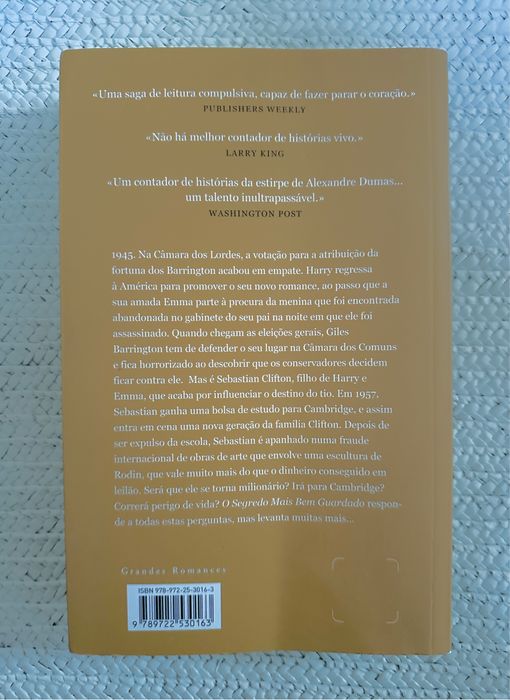 «Uma saga de leitura compulsiva, capaz de fazer parar o coração.»
PUBLISHERS WEEKLY
«Não há melhor contador de histórias vivo.»
LARRY KING
«Um contador de histórias da estirpe de Alexandre Dumas...
um talento inultrapassável.»
WASHINGTON POST
1945. Na Câmara dos Lordes, a votação para a atribuição da
fortuna dos Barrington acabou em empate. Harry regressa
à América para promover o seu novo romance, ao passo que a
sua amada Emma parte à procura da menina que foi encontrada
abandonada no gabinete do seu pai na noite em que ele foi
assassinado. Quando chegam as eleições gerais, Giles
Barrington tem de defender o seu lugar na Câmara dos Comuns
e fica horrorizado ao descobrir que os conservadores decidem
ficar contra ele. Mas é Sebastian Clifton, filho de Harry e
Emma, que acaba por influenciar o destino do tio. Em 1957,
Sebastian ganha uma bolsa de estudo para Cambridge, e assim
entra em cena uma nova geração da família Clifton. Depois de
ser expulso da escola, Sebastian é apanhado numa fraude
internacional de obras de arte que envolve uma escultura de
Rodin, que vale muito mais do que o dinheiro conseguido em
leilão. Será que ele se torna milionário? Irá para Cambridge?
Correrá perigo de vida? O Segredo Mais Bem Guardado respon-
de a todas estas perguntas, mas levanta muitas mais...
Grandes Romances
ISBN 978-972-25-3016-3
9 789722 530163